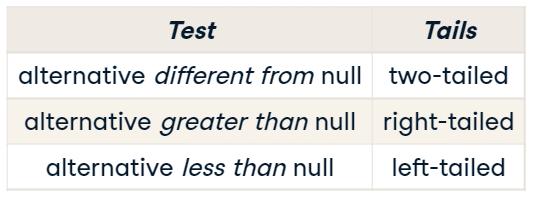 Test Tails
alternative different from null two-tailed
alternative greater than null right-tailed
alternative less than null left-tailed